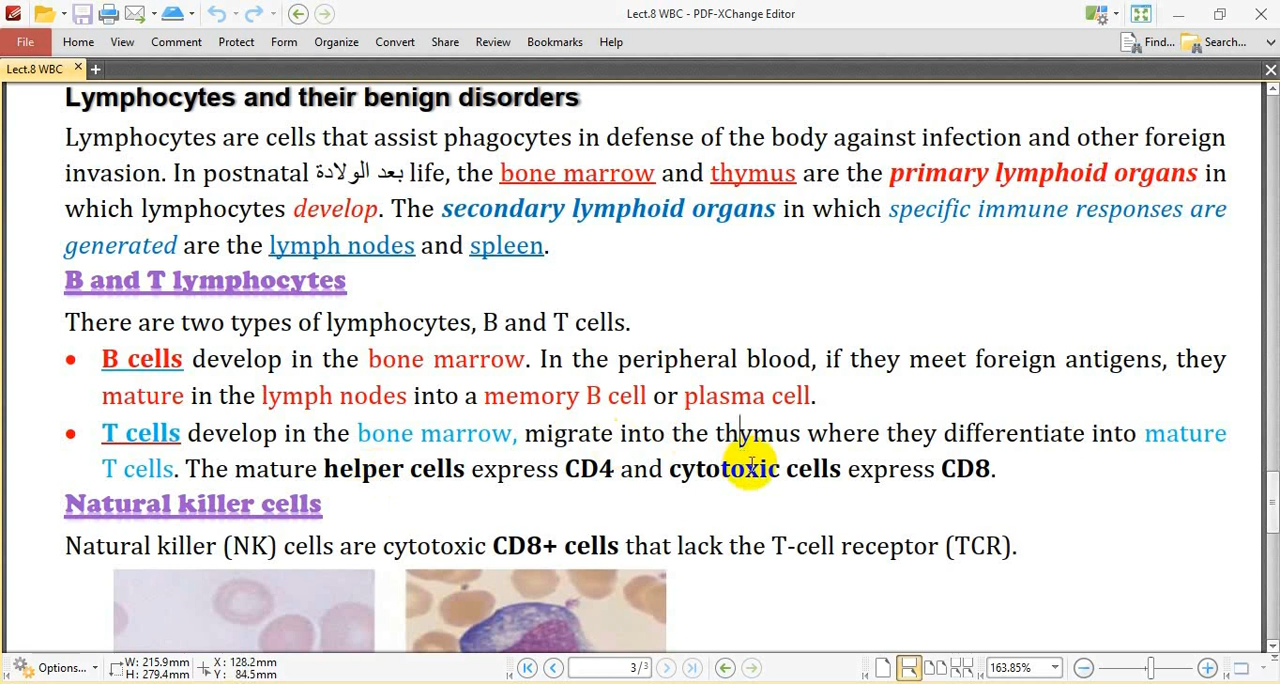 Lect.8 WBC - PDF-XChange Editor
File Home View Comment Protect Form Organize Convert Share Review Bookmarks Help Find... Search...
Lect.8 WBC
Lymphocytes and their benign disorders
Lymphocytes are cells that assist phagocytes in defense of the body against infection and other foreign
invasion. In postnatal بعد الولادة life, the bone marrow and thymus are the primary lymphoid organs in
which lymphocytes develop. The secondary lymphoid organs in which specific immune responses are
generated are the lymph nodes and spleen.
B and T lymphocytes
There are two types of lymphocytes, B and T cells.
• B cells develop in the bone marrow. In the peripheral blood, if they meet foreign antigens, they
mature in the lymph nodes into a memory B cell or plasma cell.
• T cells develop in the bone marrow, migrate into the thymus where they differentiate into mature
T cells. The mature helper cells express CD4 and cytotoxic cells express CD8.
Natural killer cells
Natural killer (NK) cells are cytotoxic CD8+ cells that lack the T-cell receptor (TCR).
Options... W: 215.9mm X: 128.2mm 3/3 163.85%
H: 279.4mm Y: 84.5mm